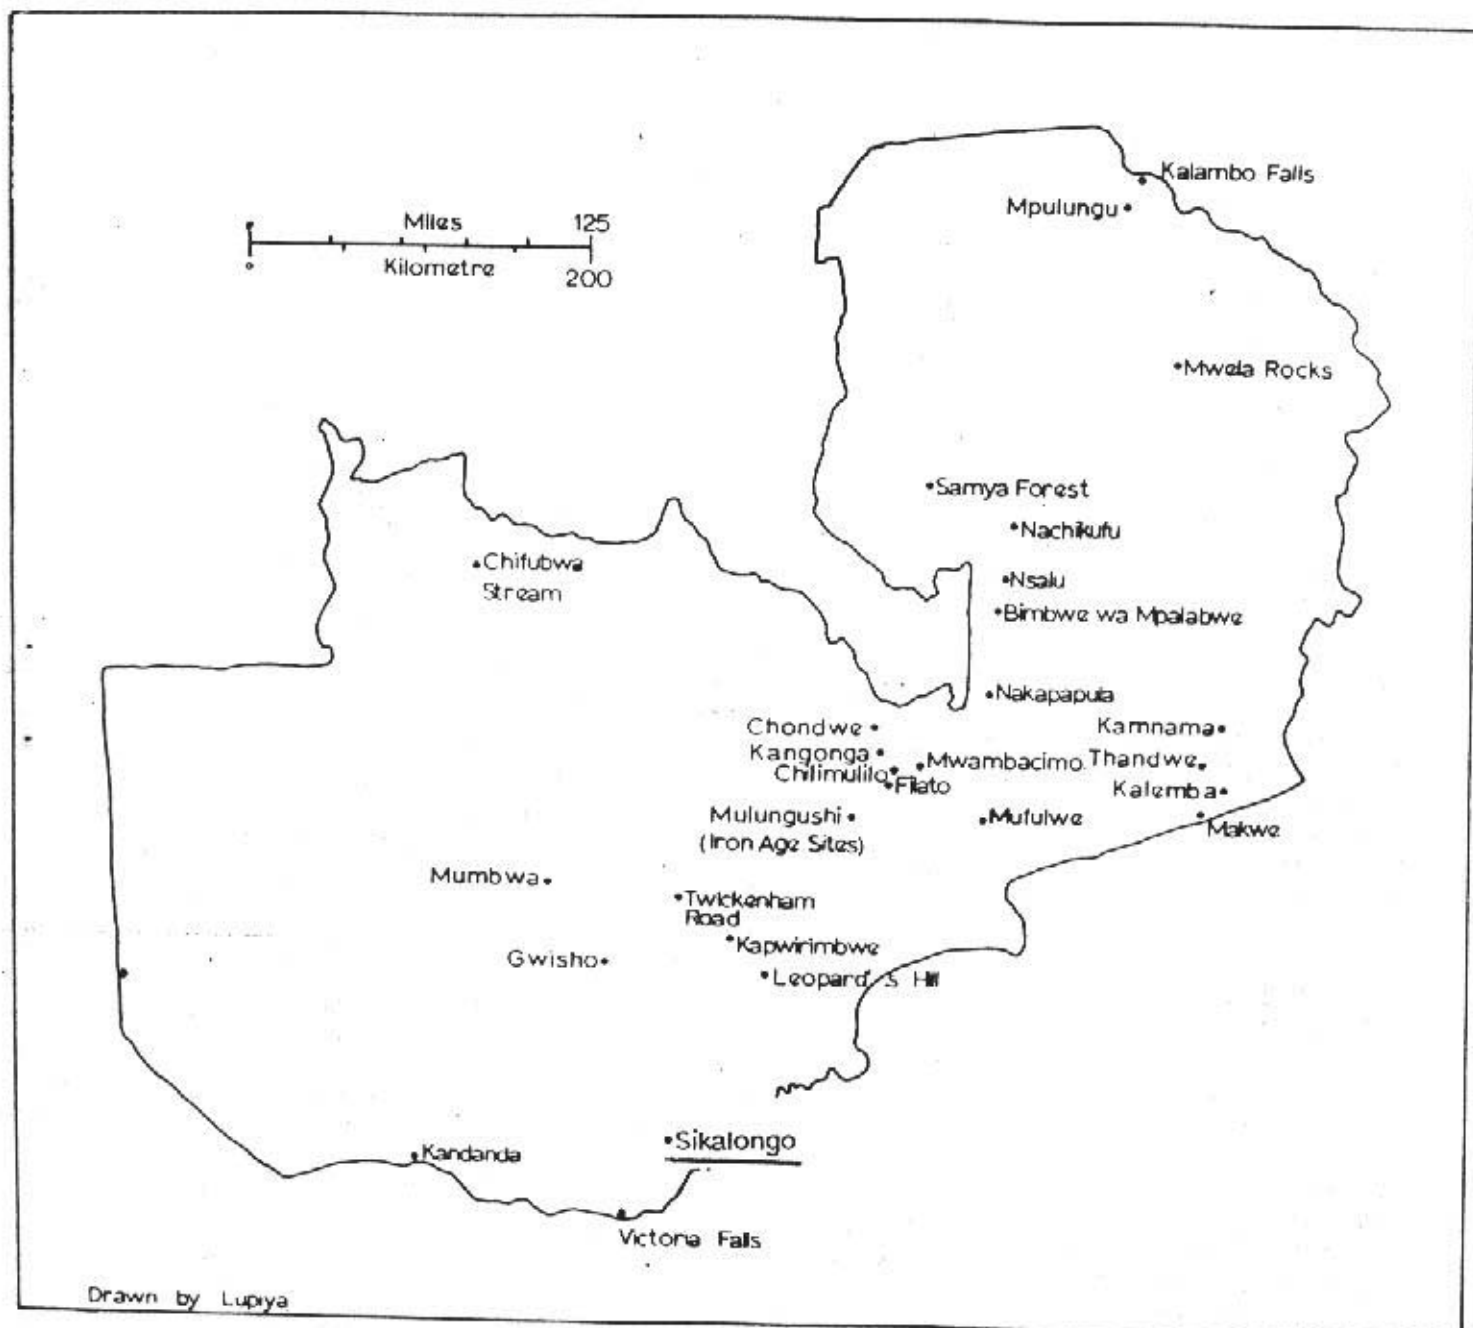 Kalambo Falls
Mpulungu
Miles 125
Kilometre 200
Mwela Rocks
Samya Forest
Nachikufu
Chifubwa
Stream
Nsalu
Bimbwe wa Mpalabwe
Nakapapula
Chondwe
Kamnama
Kangonga
Mwambacimo
Thandwe
Chilimulilo
Filato
Kalemba
Mulungushi
(Iron Age Sites)
Mufulwe
Makwe
Mumbwa
Twickenham
Road
Kapwirimbwe
Gwisho
Leopard's Hill
Sikalongo
Kandanda
Victoria Falls
Drawn by Lupiya